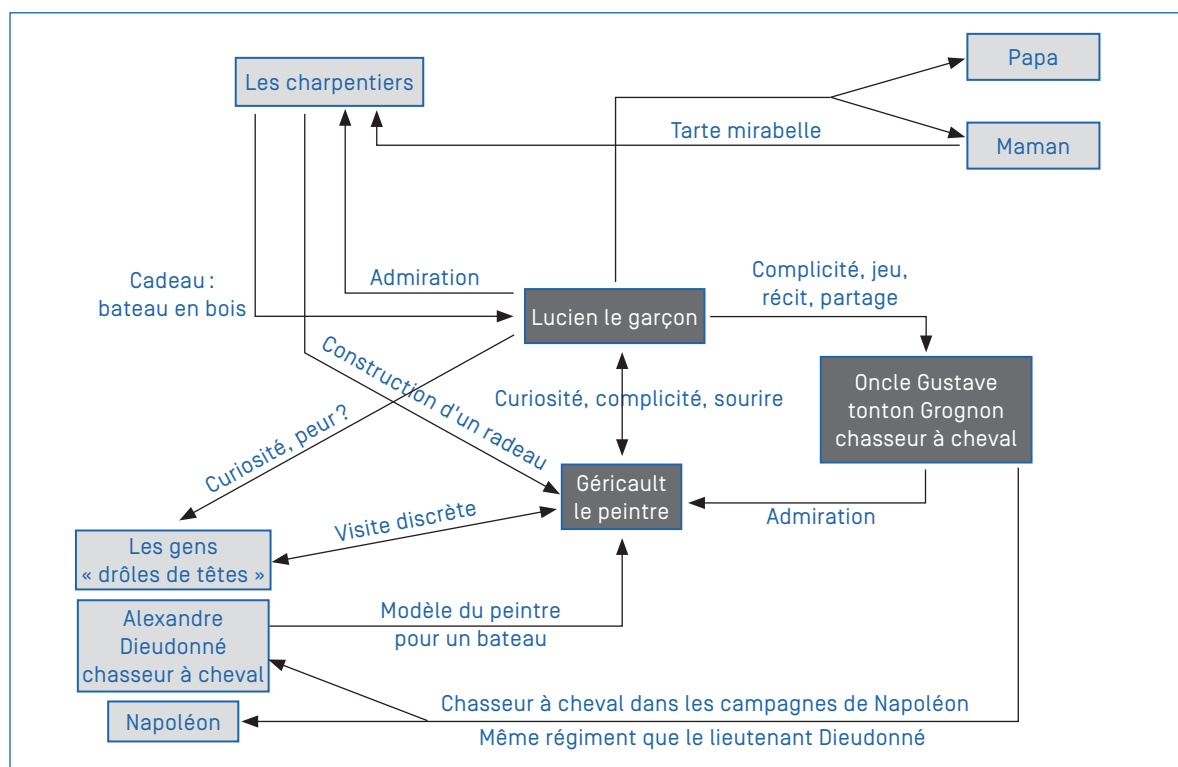 Papa
Les charpentiers
Tarte mirabelle
Maman
Cadeau :
bateau en bois
Admiration
Complicité, jeu,
récit, partage
Lucien le garçon
Construction d'un radeau
Curiosité, complicité, sourire
Oncle Gustave
tonton Grognon
chasseur à cheval
Curiosité, peur ?
Géricault
le peintre
Admiration
Visite discrète
Les gens
« drôles de têtes »
Alexandre
Dieudonné
chasseur à cheval
Modèle du peintre
pour un bateau
Chasseur à cheval dans les campagnes de Napoléon
Napoléon
Même régiment que le lieutenant Dieudonné